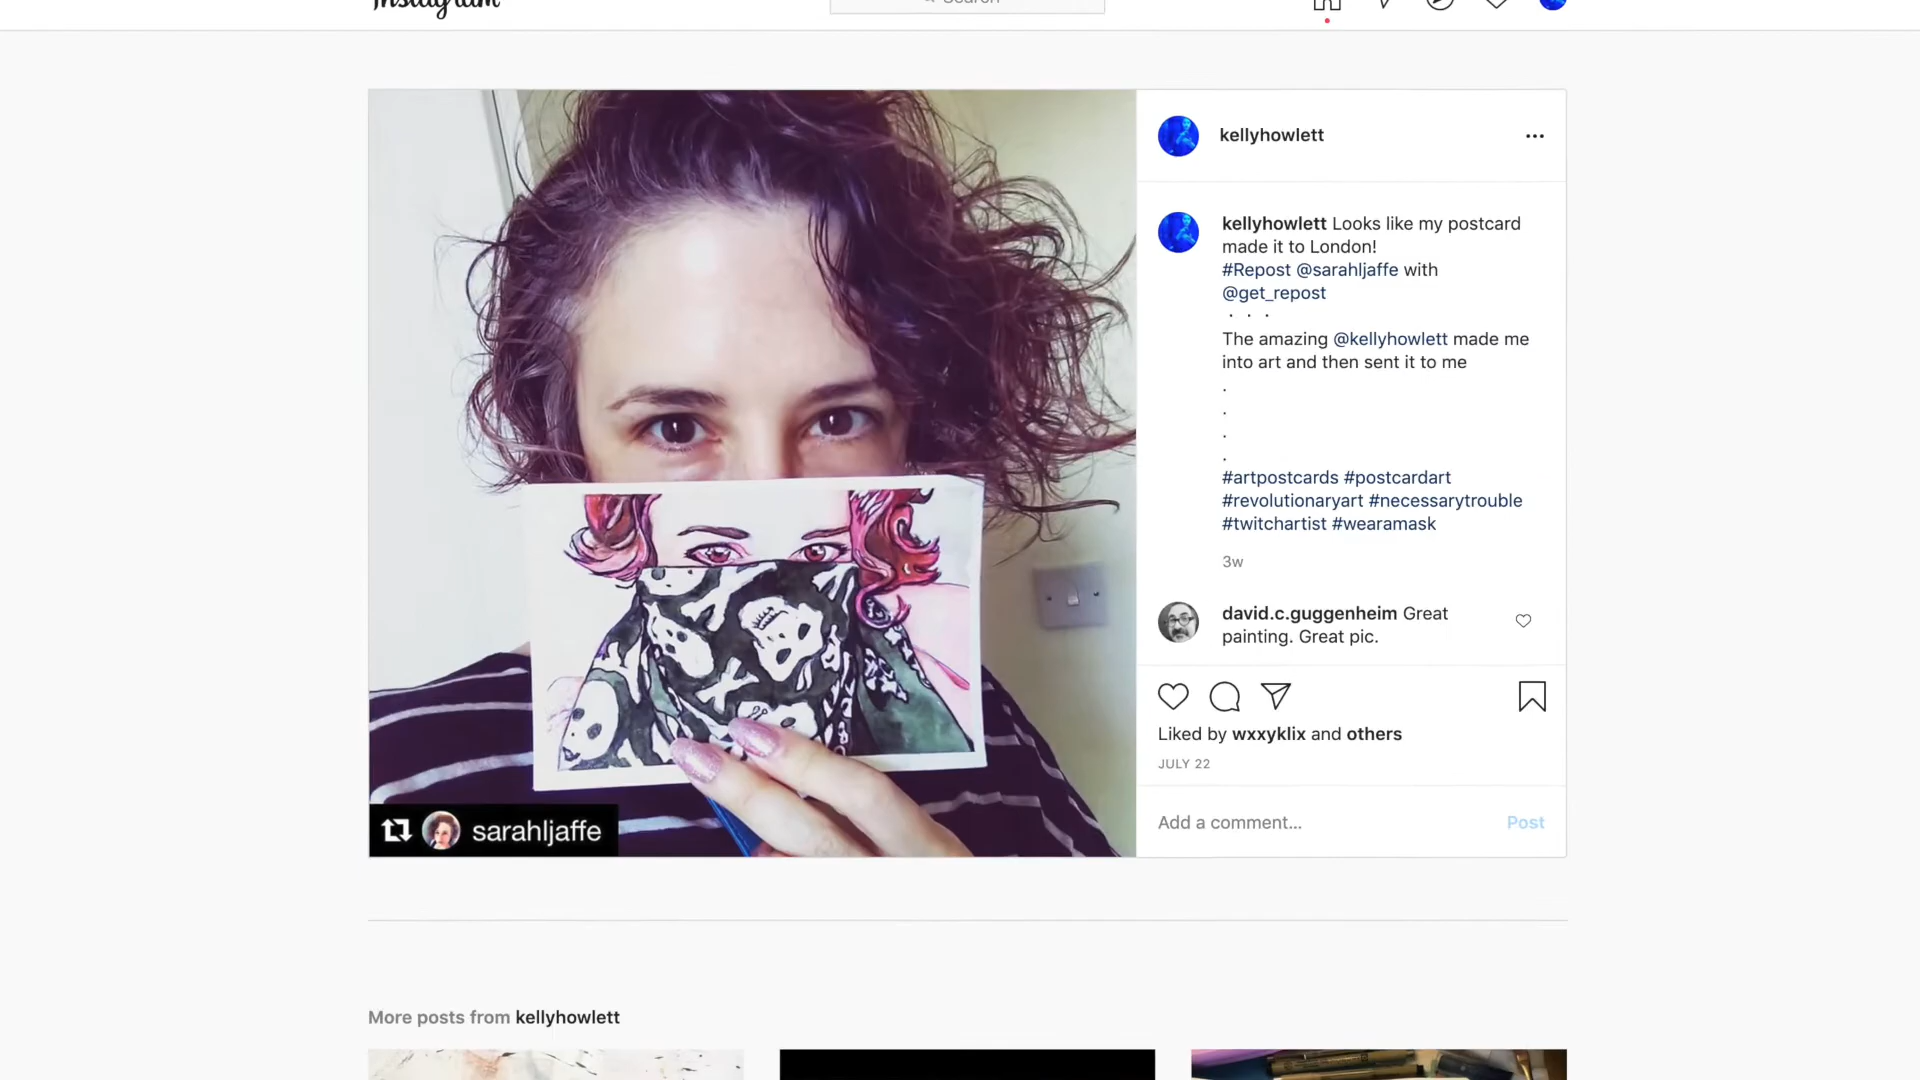 Instagram
Search
kellyhowlett
kellyhowlett Looks like my postcard
made it to London!
#Repost @sarahljaffe with
@get_repost
· · ·
The amazing @kellyhowlett made me
into art and then sent it to me
.
.
.
.
#artpostcards #postcardart
#revolutionaryart #necessarytrouble
#twitchartist #wearamask
3w
david.c.guggenheim Great
painting. Great pic.
Liked by wxxyklix and others
JULY 22
Add a comment... Post
sarahljaffe
More posts from kellyhowlett